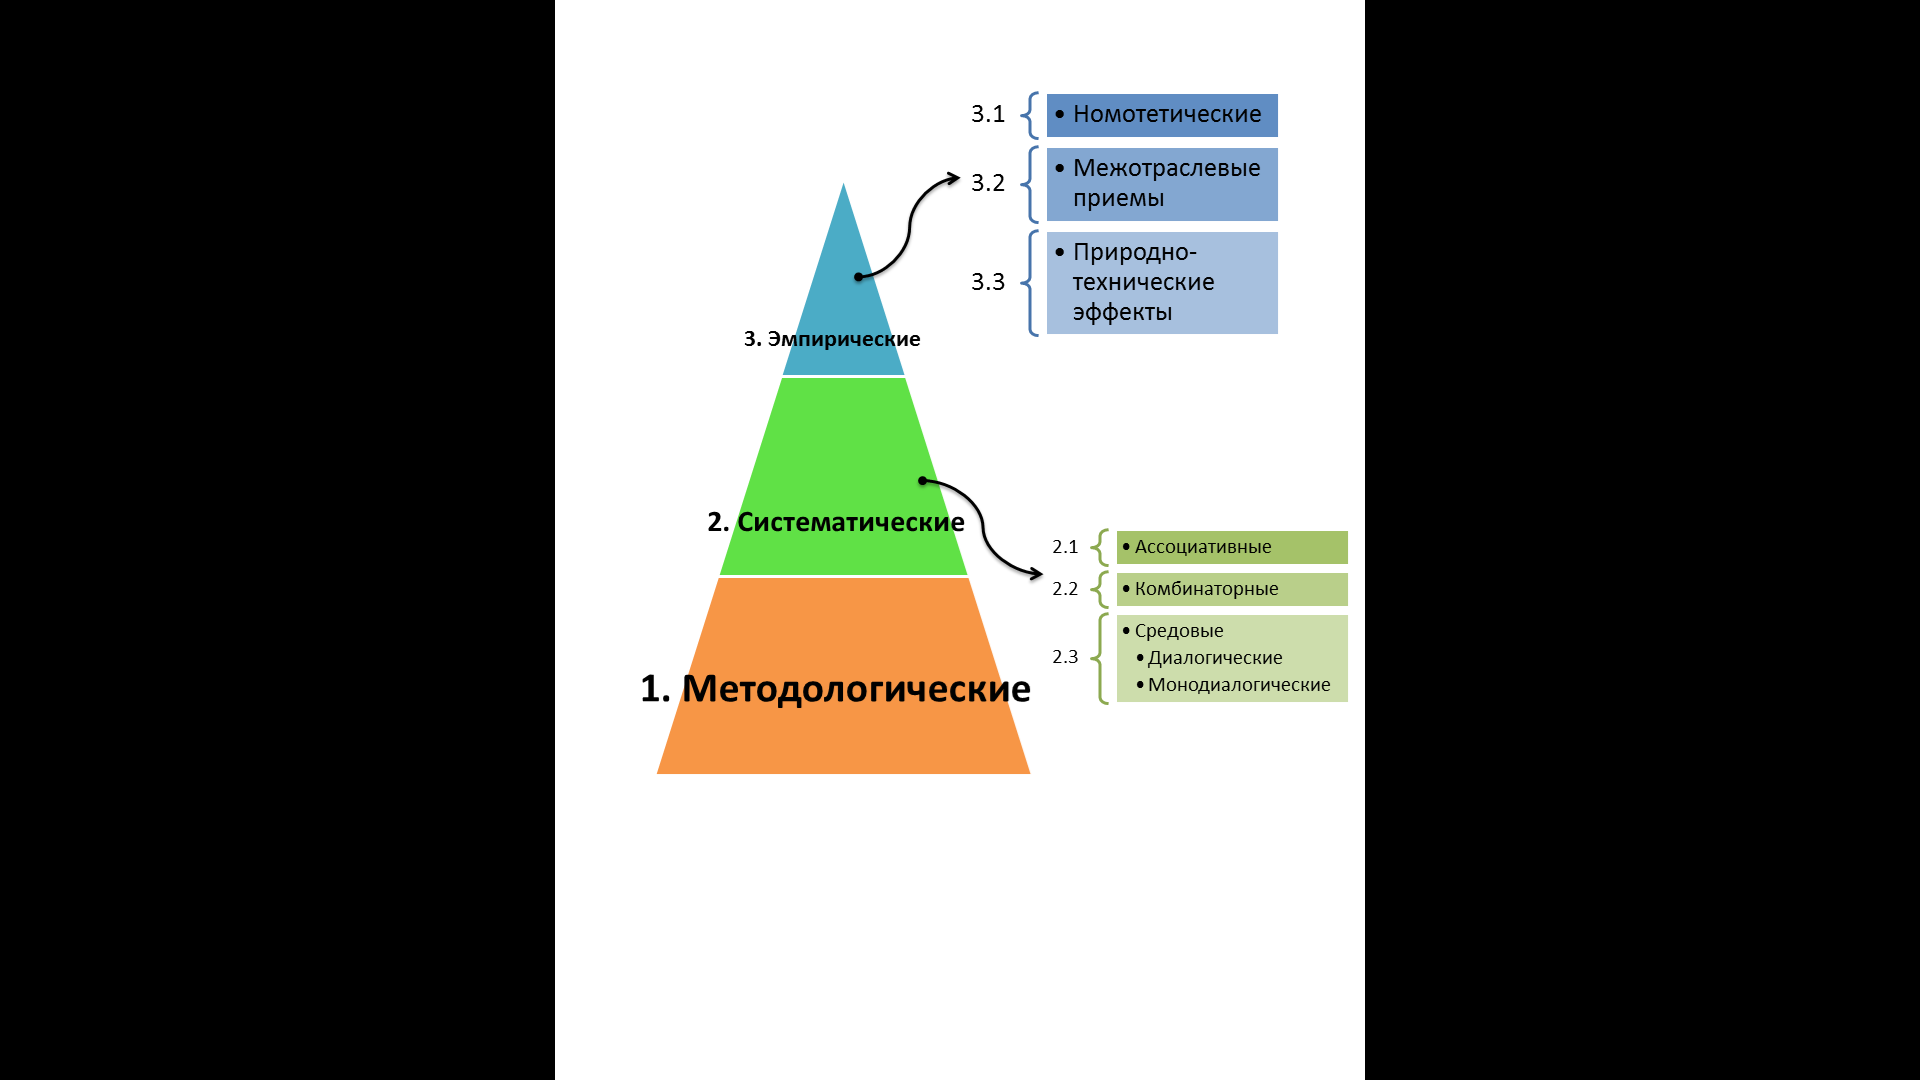 3.1
• Номотетические
3.2
• Межотраслевые
приемы
3.3
• Природно-
технические
эффекты
3. Эмпирические
2. Систематические
2.1
• Ассоциативные
2.2
• Комбинаторные
2.3
• Средовые
• Диалогические
• Монодиалогические
1. Методологические